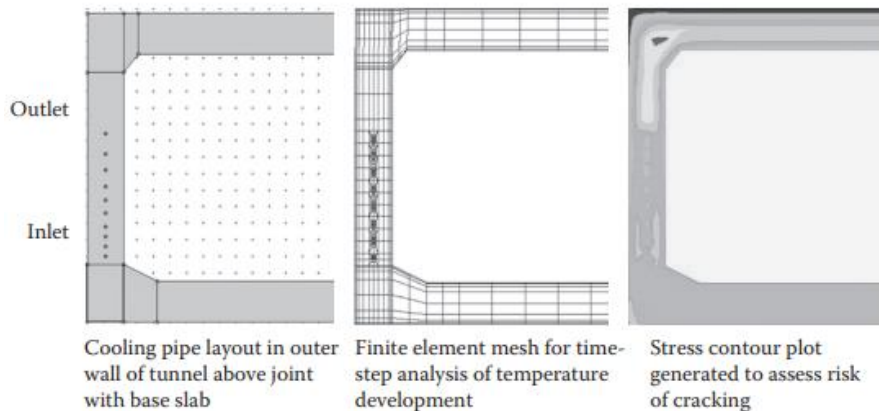 Outlet
Inlet
Cooling pipe layout in outer
wall of tunnel above joint
with base slab
Finite element mesh for time-
step analysis of temperature
development
Stress contour plot
generated to assess risk
of cracking